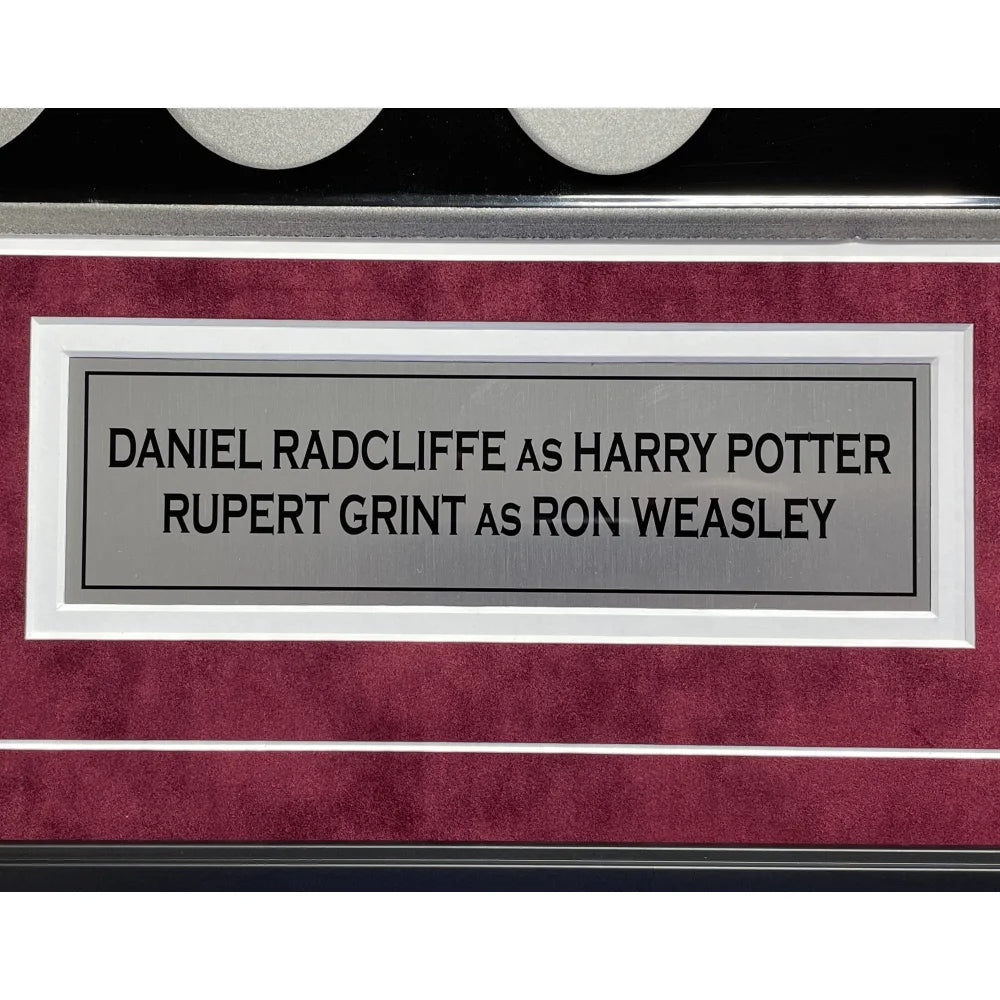 DANIEL RADCLIFFE AS HARRY POTTER
RUPERT GRINT AS RON WEASLEY